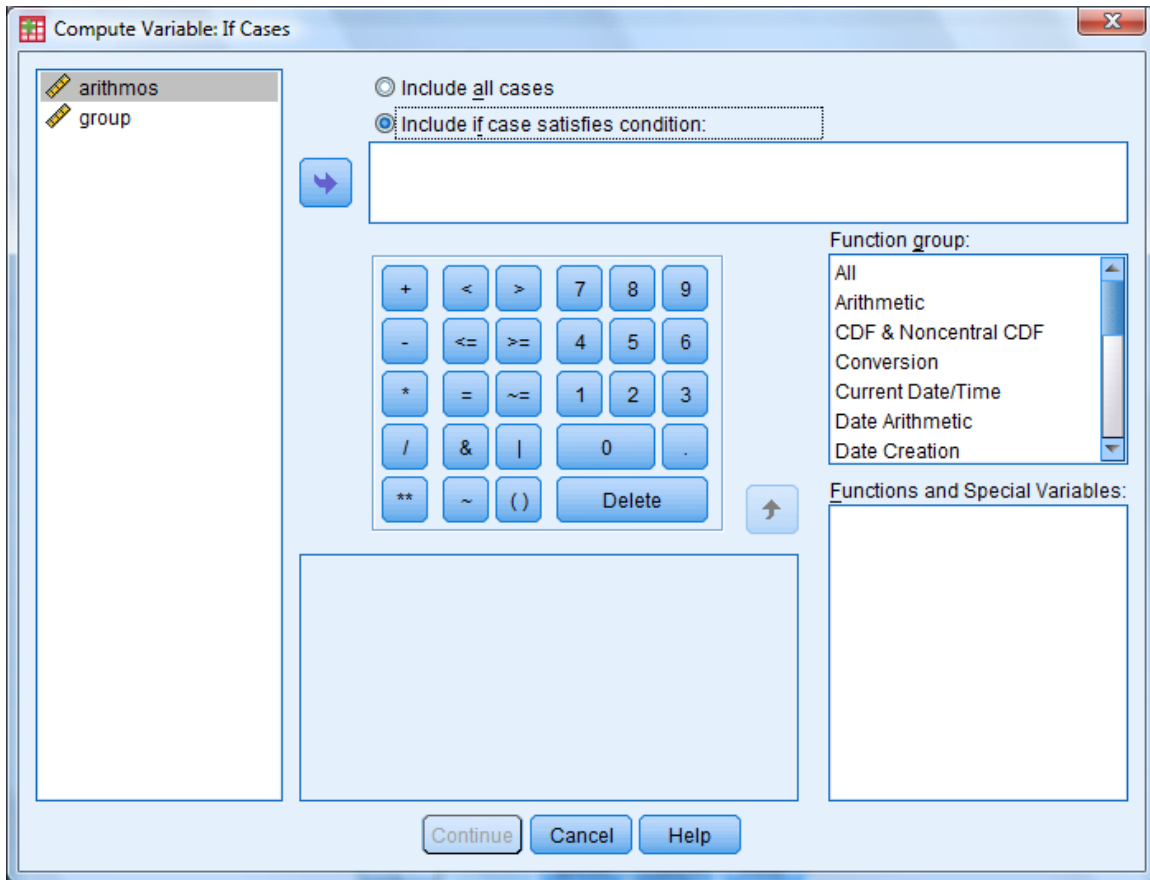 Compute Variable: If Cases
X
arithmos
group
Include all cases
Include if case satisfies condition:
Function group:
All
Arithmetic
CDF & Noncentral CDF
Conversion
Current Date/Time
Date Arithmetic
Date Creation
+ < > 7 8 9
- <= >= 4 5 6
* = ~= 1 2 3
/ & | 0 .
** ~ ( ) Delete
Functions and Special Variables:
Continue Cancel Help